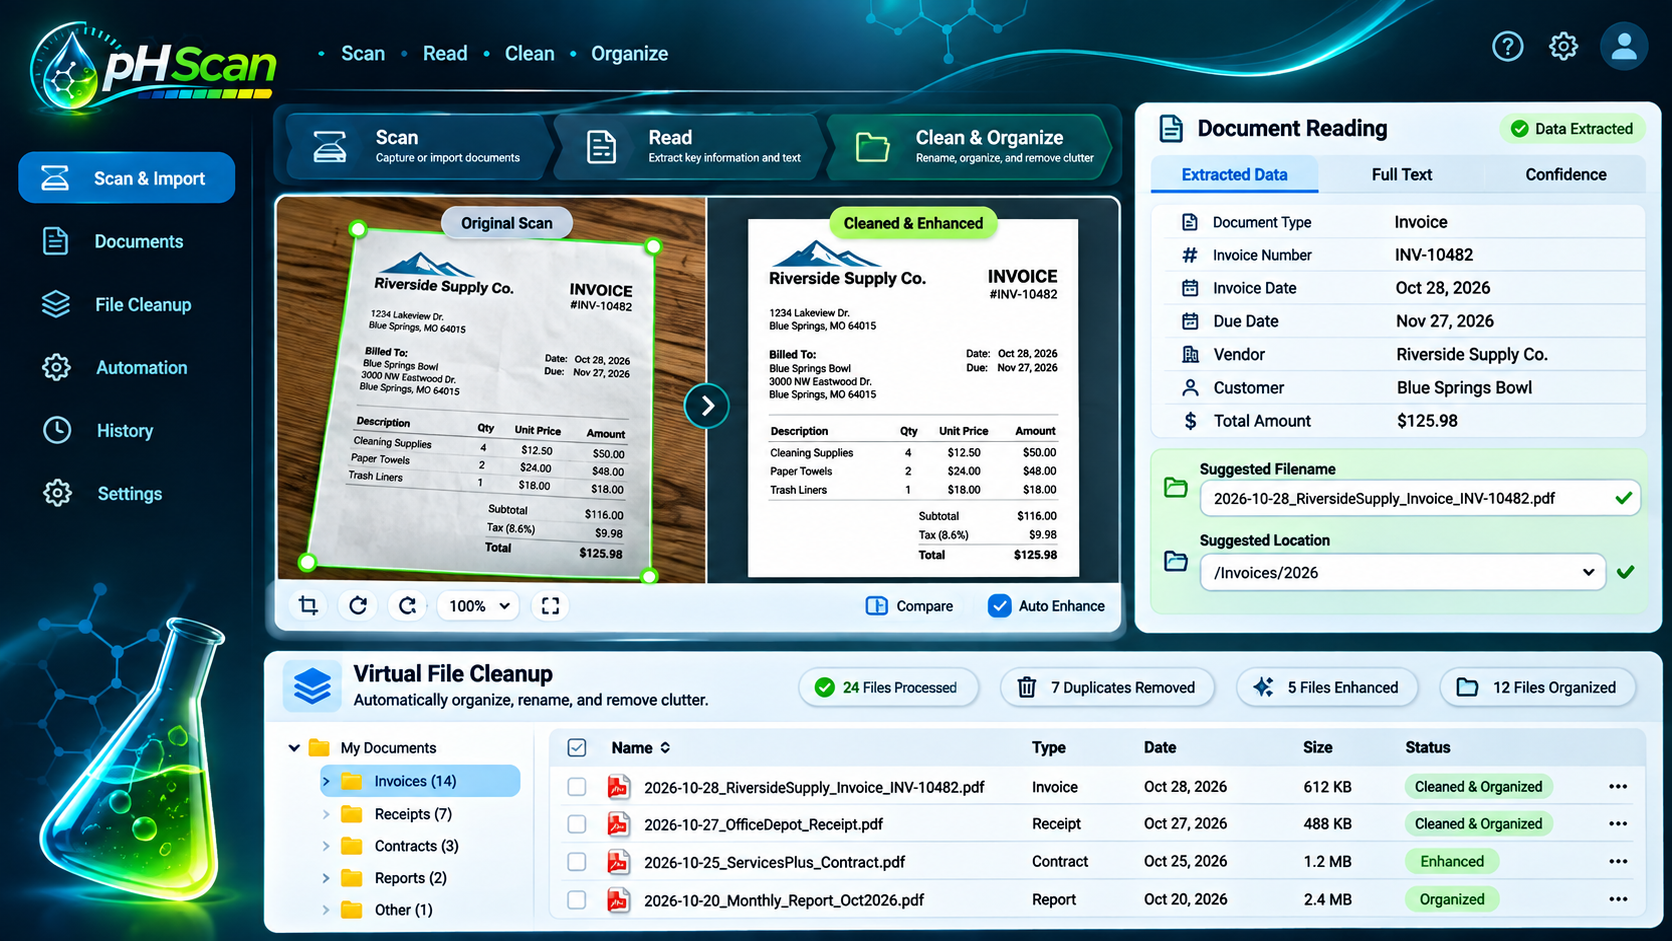 pH Scan
• Scan • Read • Clean • Organize
Scan & Import
Documents
File Cleanup
Automation
History
Settings
Scan
Capture or import documents
Read
Extract key information and text
Clean & Organize
Rename, organize, and remove clutter
Original Scan
Riverside Supply Co.
INVOICE
#INV-10482
1234 Lakeview Dr.
Blue Springs, MO 64015
Billed To:
Blue Springs Bowl
3000 NW Eastwood Dr.
Blue Springs, MO 64015
Date: Oct 28, 2026
Due: Nov 27, 2026
Description Qty Unit Price Amount
Cleaning Supplies 4 $12.50 $50.00
Paper Towels 2 $24.00 $48.00
Trash Liners 1 $18.00 $18.00
Subtotal $116.00
Tax (8.6%) $9.98
Total $125.98
Cleaned & Enhanced
Riverside Supply Co.
INVOICE
#INV-10482
1234 Lakeview Dr.
Blue Springs, MO 64015
Billed To:
Blue Springs Bowl
3000 NW Eastwood Dr.
Blue Springs, MO 64015
Date: Oct 28, 2026
Due: Nov 27, 2026
Description Qty Unit Price Amount
Cleaning Supplies 4 $12.50 $50.00
Paper Towels 2 $24.00 $48.00
Trash Liners 1 $18.00 $18.00
Subtotal $116.00
Tax (8.6%) $9.98
Total $125.98
100%
Compare
Auto Enhance
Document Reading
Data Extracted
Extracted Data Full Text Confidence
Document Type Invoice
# Invoice Number INV-10482
Invoice Date Oct 28, 2026
Due Date Nov 27, 2026
Vendor Riverside Supply Co.
Customer Blue Springs Bowl
$ Total Amount $125.98
Suggested Filename
2026-10-28_RiversideSupply_Invoice_INV-10482.pdf
Suggested Location
/Invoices/2026
Virtual File Cleanup
Automatically organize, rename, and remove clutter.
24 Files Processed
7 Duplicates Removed
5 Files Enhanced
12 Files Organized
My Documents
Invoices (14)
Receipts (7)
Contracts (3)
Reports (2)
Other (1)
Name Type Date Size Status
2026-10-28_RiversideSupply_Invoice_INV-10482.pdf Invoice Oct 28, 2026 612 KB Cleaned & Organized
2026-10-27_OfficeDepot_Receipt.pdf Receipt Oct 27, 2026 488 KB Cleaned & Organized
2026-10-25_ServicesPlus_Contract.pdf Contract Oct 25, 2026 1.2 MB Enhanced
2026-10-20_Monthly_Report_Oct2026.pdf Report Oct 20, 2026 2.4 MB Organized